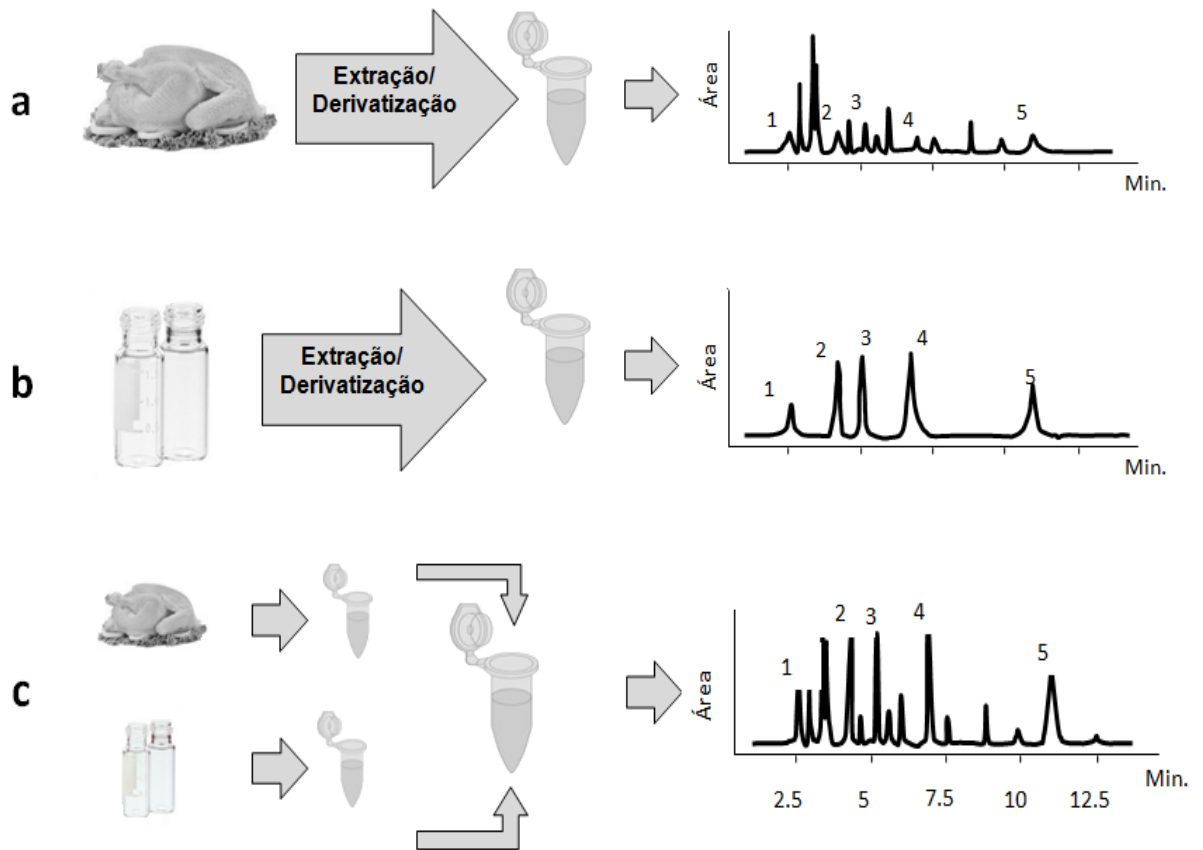 a
Extração/
Derivatização
Área
1
2
3
4
5
Min.
b
Extração/
Derivatização
Área
1
2
3
4
5
Min.
c
Área
1
2
3
4
5
Min.
2.5 5 7.5 10 12.5